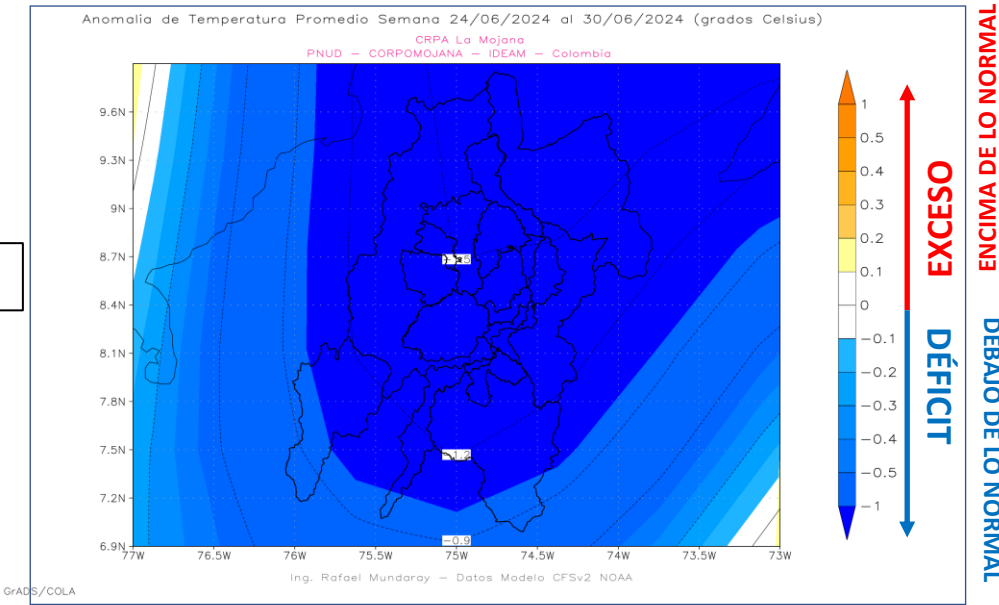 Anomalia de Temperatura Promedio Semana 24/06/2024 al 30/06/2024 (grados Celsius)
CRPA La Mojana
PNUD – CORPOMOJANA – IDEAM – Colombia
9.6N
9.3N
9N
8.7N
8.4N
8.1N
7.8N
7.5N
7.2N
6.9N
77W
76.5W
76W
75.5W
75W
74.5W
74W
73.5W
73W
-1.2
-0.9
1
0.5
0.4
0.3
0.2
0.1
0
-0.1
-0.2
-0.3
-0.4
-0.5
-1
EXCESO
DÉFICIT
ENCIMA DE LO NORMAL
DEBAJO DE LO NORMAL
Ing. Rafael Mundaray – Datos Modelo CFSv2 NOAA
GrADS/COLA